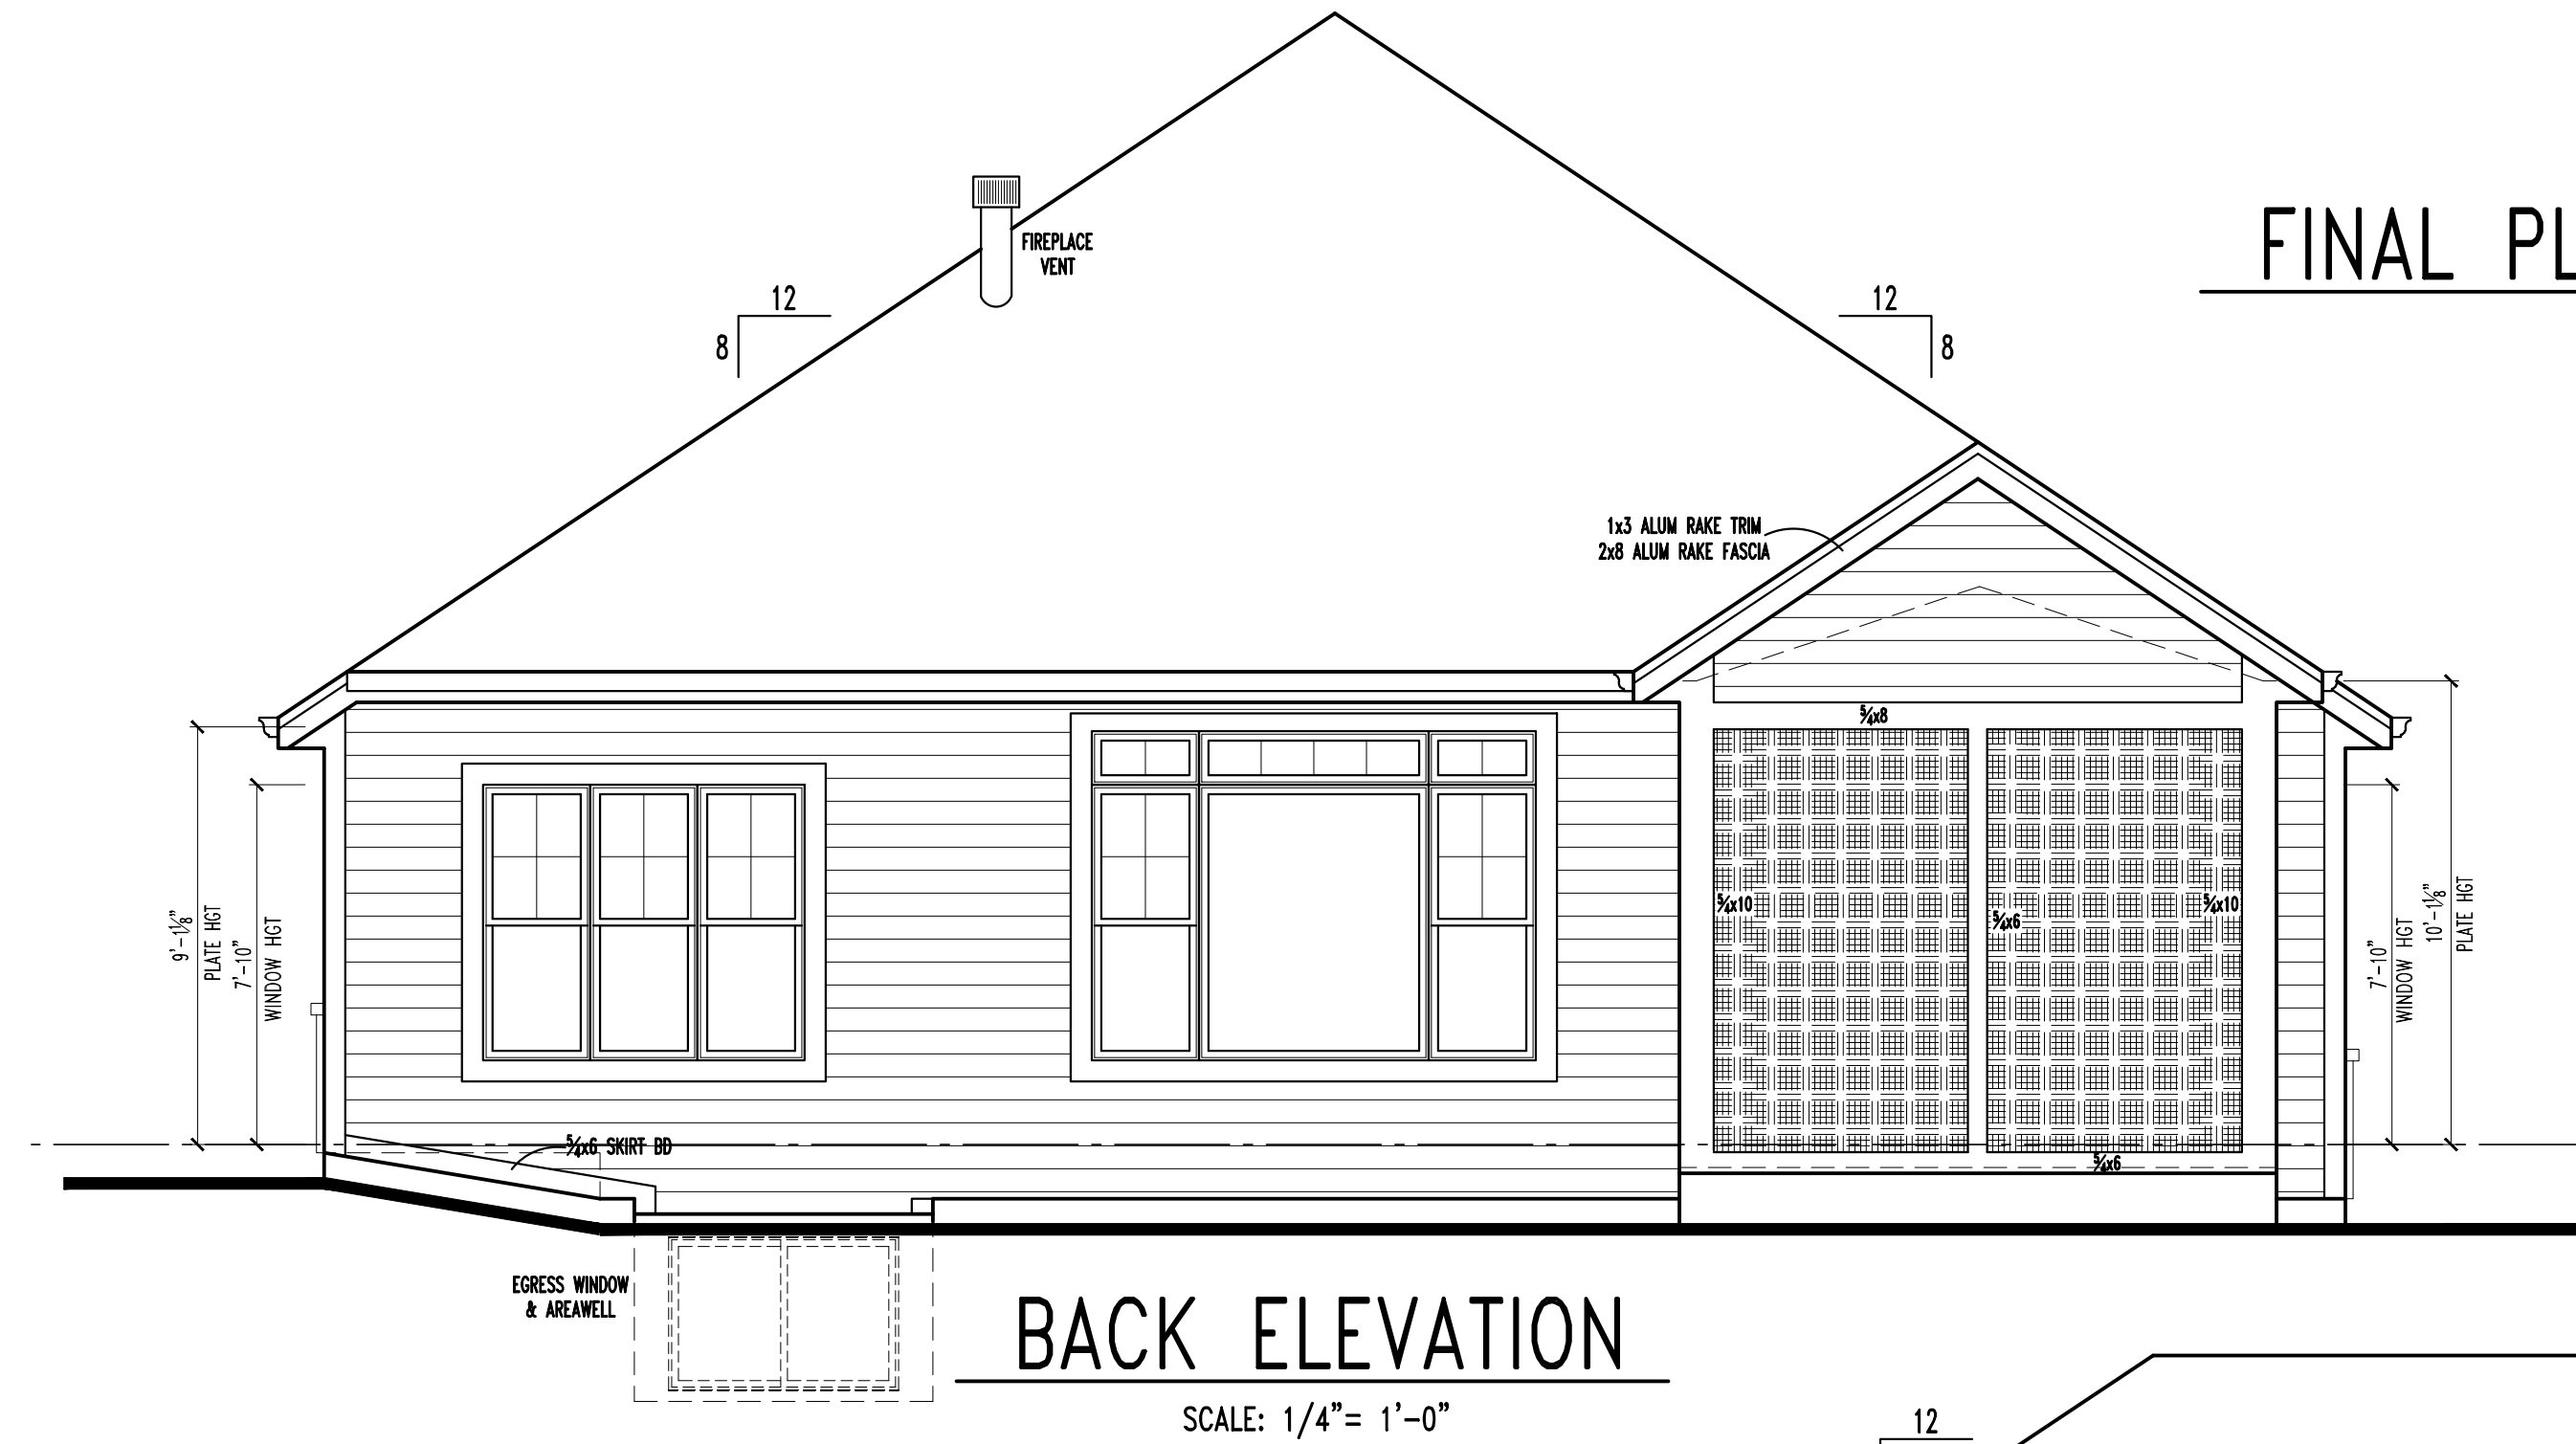 FIREPLACE
VENT
FINAL PL
12
8
12
8
1x3 ALUM RAKE TRIM
2x8 ALUM RAKE FASCIA
5/4x8
5/4x10
5/4x6
5/4x10
9'-1 1/8"
PLATE HGT
7'-10"
WINDOW HGT
7'-10"
WINDOW HGT
10'-1 1/8"
PLATE HGT
5/4x6 SKIRT BD
5/4x6
EGRESS WINDOW
& AREAWELL
BACK ELEVATION
SCALE: 1/4"= 1'-0"
12